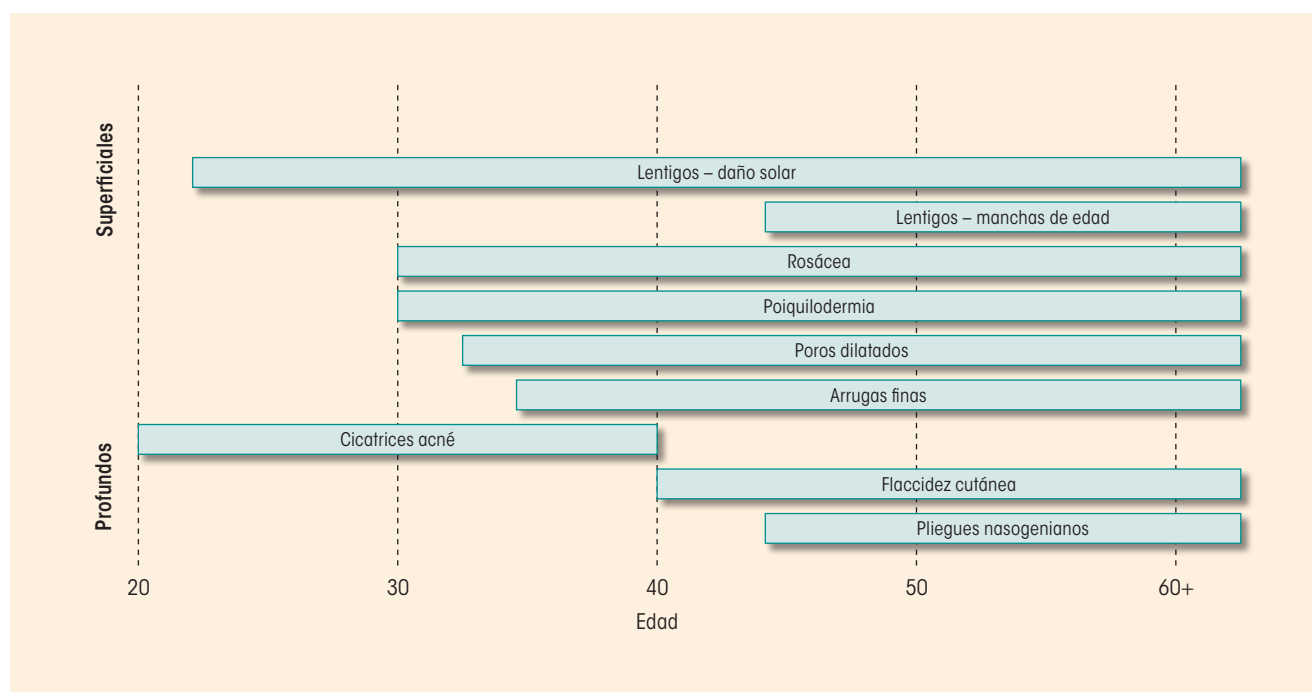 Superficiales
Lentigos – daño solar
Lentigos – manchas de edad
Rosácea
Poiquilodermia
Poros dilatados
Arrugas finas
Profundos
Cicatrices acné
Flaccidez cutánea
Pliegues nasogenianos
20 30 40 50 60+
Edad